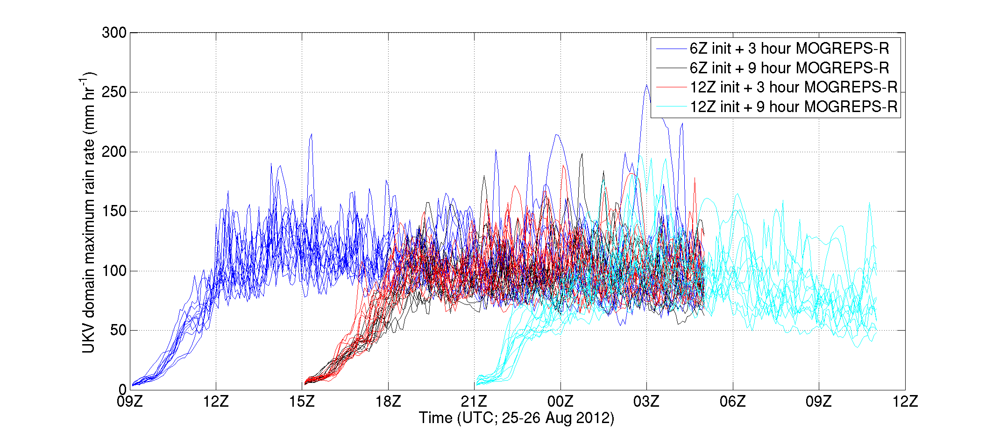 300
250
200
150
100
50
0
UKV domain maximum rain rate (mm hr-1)
6Z init + 3 hour MOGREPS-R
6Z init + 9 hour MOGREPS-R
12Z init + 3 hour MOGREPS-R
12Z init + 9 hour MOGREPS-R
09Z 12Z 15Z 18Z 21Z 00Z 03Z 06Z 09Z 12Z
Time (UTC; 25-26 Aug 2012)